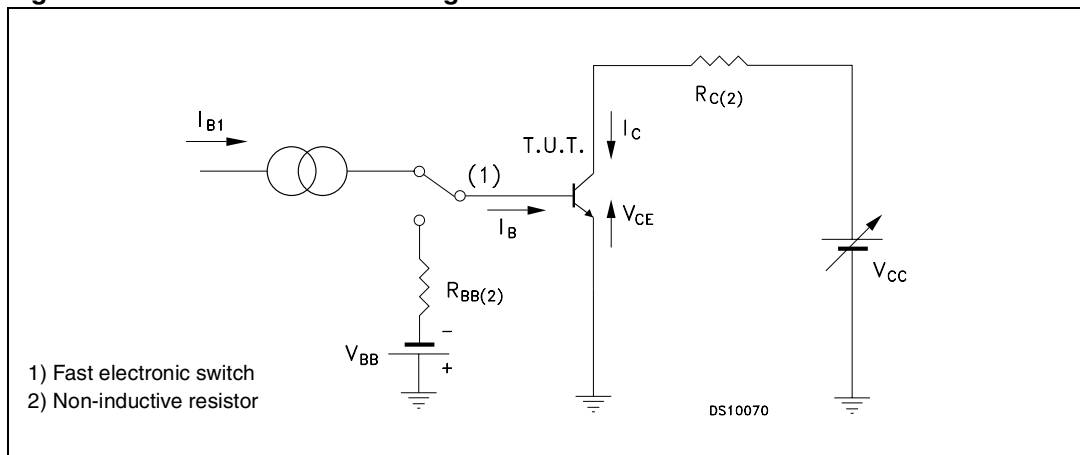 I_B1
R_C(2)
T.U.T.
I_C
(1)
I_B
V_CE
V_CC
R_BB(2)
V_BB
−
+
1) Fast electronic switch
2) Non-inductive resistor
DS10070